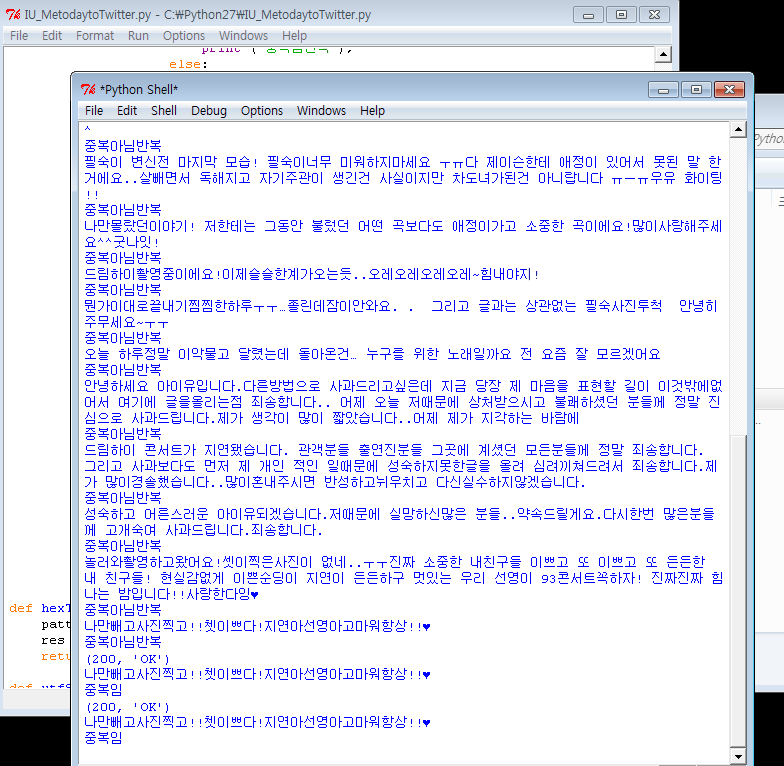 IU_MetodaytoTwitter.py - C:\Python27\IU_MetodaytoTwitter.py
File Edit Format Run Options Windows Help
else:
*Python Shell*
File Edit Shell Debug Options Windows Help
^
중복아님반복
필숙이 변신전 마지막 모습! 필숙이너무 미워하지마세요 ㅜㅠ다 제이슨한테 애정이 있어서 못된 말 한
거에요..살빼면서 독해지고 자기주관이 생긴건 사실이지만 차도녀가된건 아니랍니다 ㅠㅡㅠ우유 화이팅
!!
중복아님반복
나만몰랐던이야기! 저한테는 그동안 불렀던 어떤 곡보다도 애정이가고 소중한 곡이에요!많이사랑해주세
요^^굿나잇!
중복아님반복
드림하이촬영중이에요!이제슬슬한계가오는듯..오레오레오레오레~힘내야지!
중복아님반복
뭔가이대로끝내기찜찜한하루ㅜㅜ…졸린데잠이안와요. .  그리고 글과는 상관없는 필숙사진투척  안녕히
주무세요~ㅜㅜ
중복아님반복
오늘 하루정말 이악물고 달렸는데 돌아온건… 누구를 위한 노래일까요 전 요즘 잘 모르겠어요
중복아님반복
안녕하세요 아이유입니다.다른방법으로 사과드리고싶은데 지금 당장 제 마음을 표현할 길이 이것밖에없
어서 여기에 글을올리는점 죄송합니다.. 어제 오늘 저때문에 상처받으시고 불쾌하셨던 분들께 정말 진
심으로 사과드립니다.제가 생각이 많이 짧았습니다..어제 제가 지각하는 바람에
중복아님반복
드림하이 콘서트가 지연됐습니다. 관객분들 출연진분들 그곳에 계셨던 모든분들께 정말 죄송합니다.
그리고 사과보다도 먼저 제 개인 적인 일때문에 성숙하지못한글을 올려 심려끼쳐드려서 죄송합니다.제
가 많이경솔했습니다..많이혼내주시면 반성하고뉘우치고 다신실수하지않겠습니다.
중복아님반복
성숙하고 어른스러운 아이유되겠습니다.저때문에 실망하신많은 분들..약속드릴게요.다시한번 많은분들
께 고개숙여 사과드립니다.죄송합니다.
중복아님반복
놀러와촬영하고왔어요!셋이찍은사진이 없네..ㅜㅜ진짜 소중한 내친구들 이쁘고 또 이쁘고 또 든든한
내 친구들! 현실감없게 이쁜순딩이 지연이 든든하구 멋있는 우리 선영이 93콘서트꼭하자! 진짜진짜 힘
나는 밤입니다!!사랑한다잉♥
중복아님반복
나만빼고사진찍고!!쳇이쁘다!지연아선영아고마워항상!!♥
중복아님반복
(200, 'OK')
나만빼고사진찍고!!쳇이쁘다!지연아선영아고마워항상!!♥
중복임
(200, 'OK')
나만빼고사진찍고!!쳇이쁘다!지연아선영아고마워항상!!♥
중복임
def hexT
patt
res
retu
Python